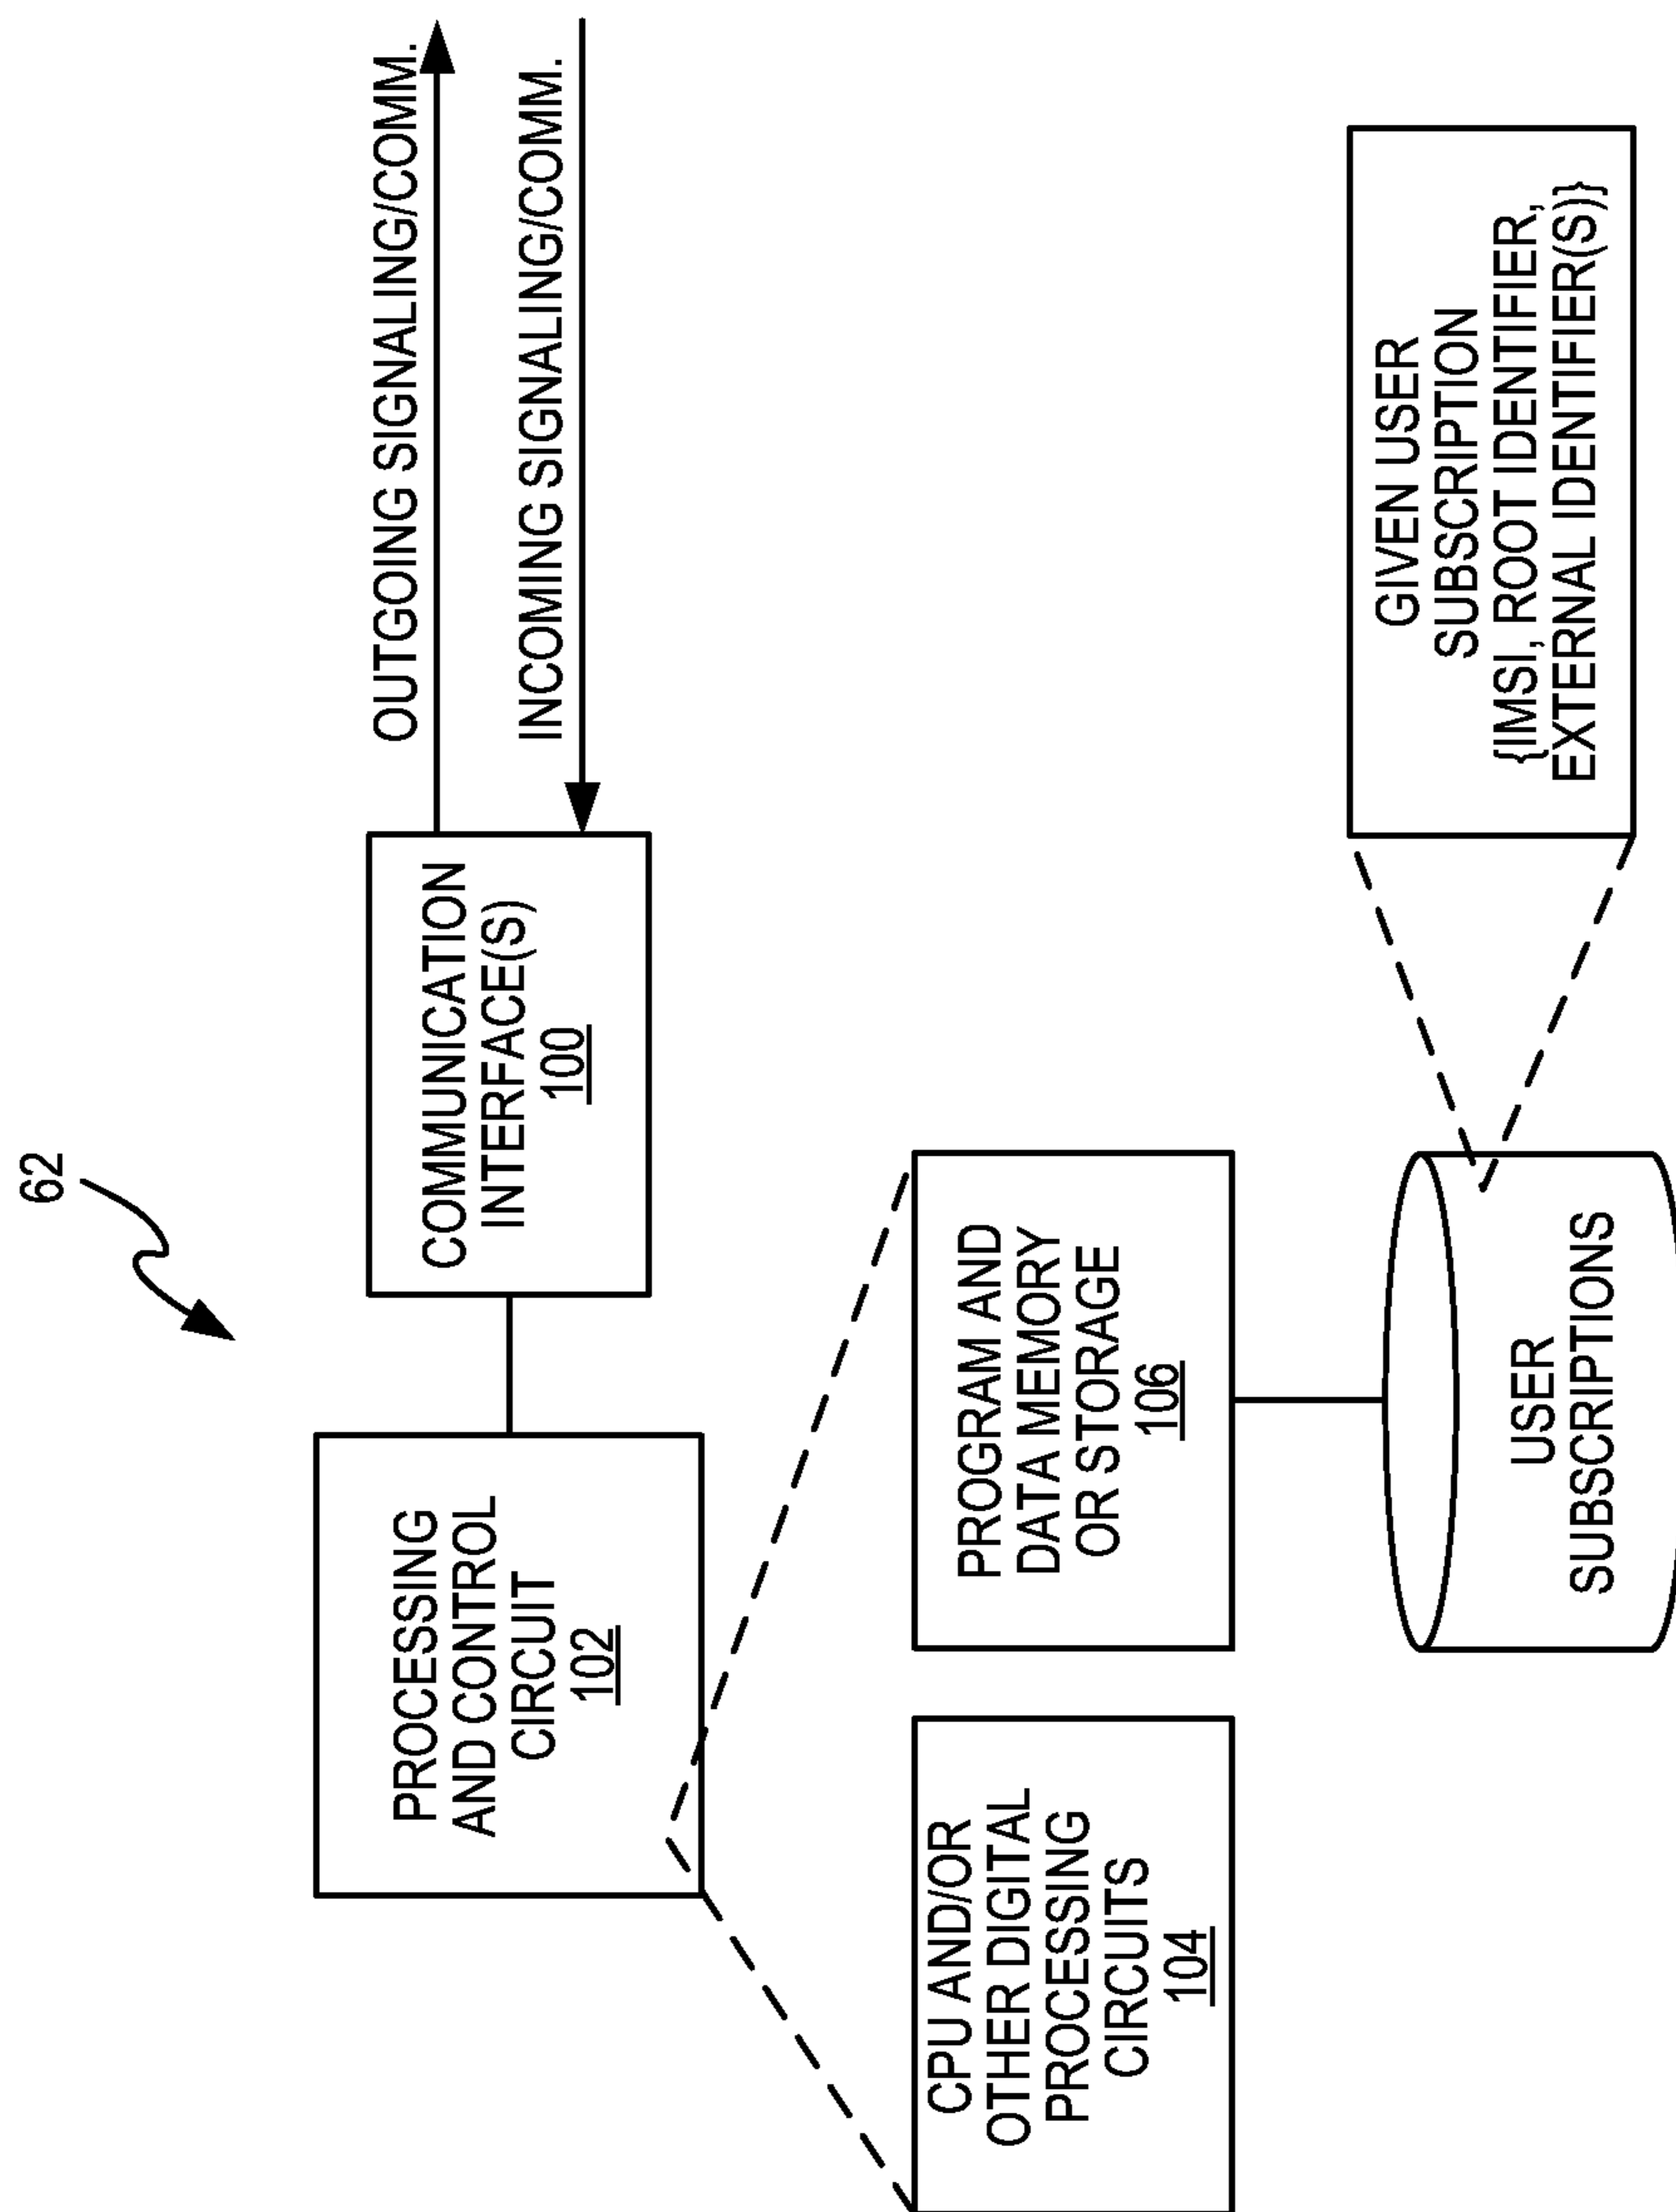 62
PROCESSING
AND CONTROL
CIRCUIT
102
COMMUNICATION
INTERFACE(S)
100
OUTGOING SIGNALING/COMM.
INCOMING SIGNALING/COMM.
CPU AND/OR
OTHER DIGITAL
PROCESSING
CIRCUITS
104
PROGRAM AND
DATA MEMORY
OR STORAGE
106
USER
SUBSCRIPTIONS
GIVEN USER
SUBSCRIPTION
{IMSI, ROOT IDENTIFIER,
EXTERNAL IDENTIFIER(S)}